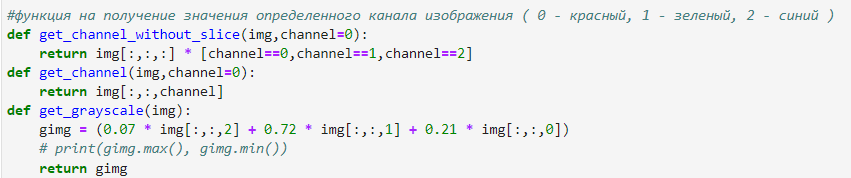 #функция на получение значения определенного канала изображения ( 0 - красный, 1 - зеленый, 2 - синий )
def get_channel_without_slice(img,channel=0):
    return img[:,:,:] * [channel==0,channel==1,channel==2]
def get_channel(img,channel=0):
    return img[:,:,channel]
def get_grayscale(img):
    gimg = (0.07 * img[:,:,2] + 0.72 * img[:,:,1] + 0.21 * img[:,:,0])
    # print(gimg.max(), gimg.min())
    return gimg